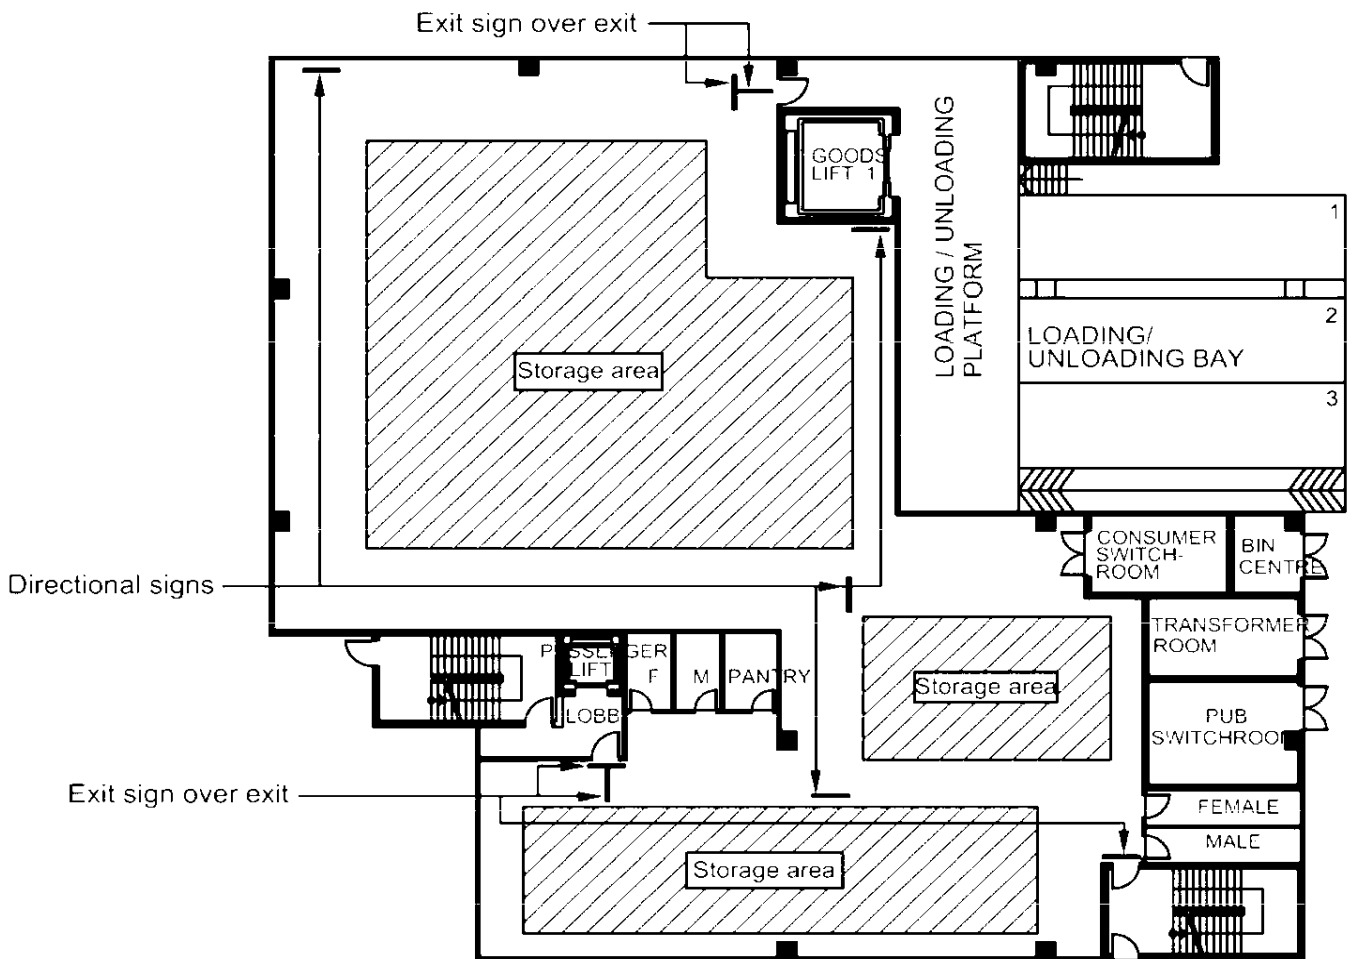 Exit sign over exit
GOODS
LIFT 1
LOADING / UNLOADING
PLATFORM
1
2
LOADING/
UNLOADING BAY
3
Storage area
CONSUMER
SWITCH-
ROOM
BIN
CENTRE
Directional signs
TRANSFORMER
ROOM
PASSENGER
LIFT
F
M
PANTRY
Storage area
LOBB
PUB
SWITCHROOM
Exit sign over exit
FEMALE
MALE
Storage area